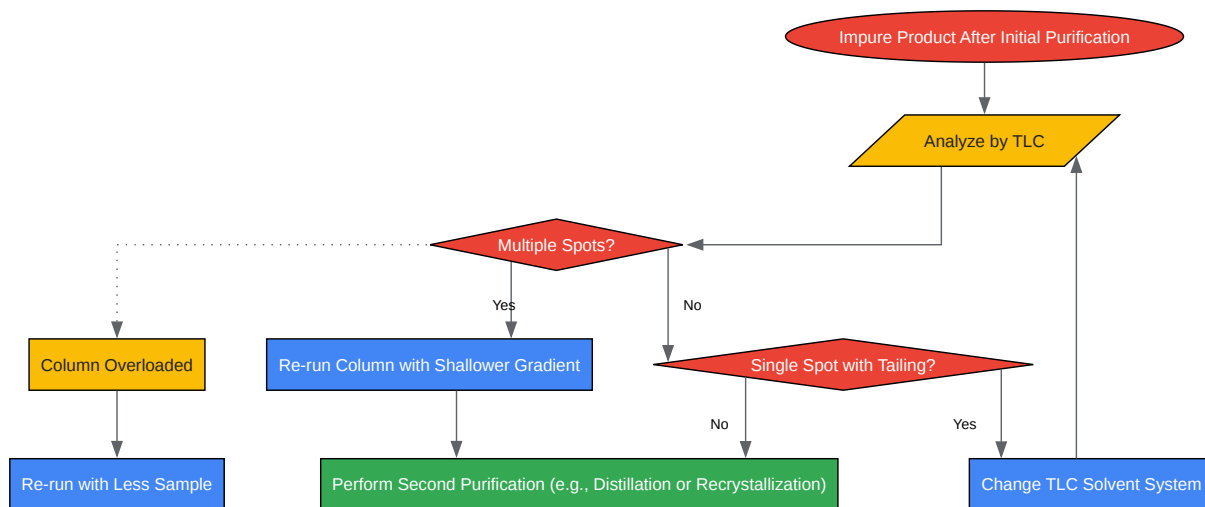 Impure Product After Initial Purification
Analyze by TLC
Multiple Spots?
Yes
No
Column Overloaded
Re-run Column with Shallower Gradient
Single Spot with Tailing?
No
Yes
Re-run with Less Sample
Perform Second Purification (e.g., Distillation or Recrystallization)
Change TLC Solvent System